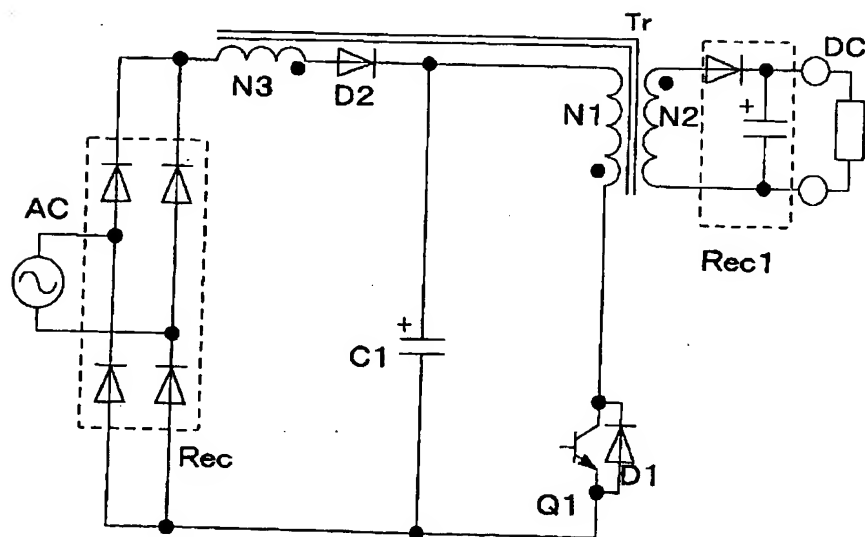 Tr
DC
N3
D2
N1
N2
+
AC
Rec1
+
C1
Rec
D1
Q1